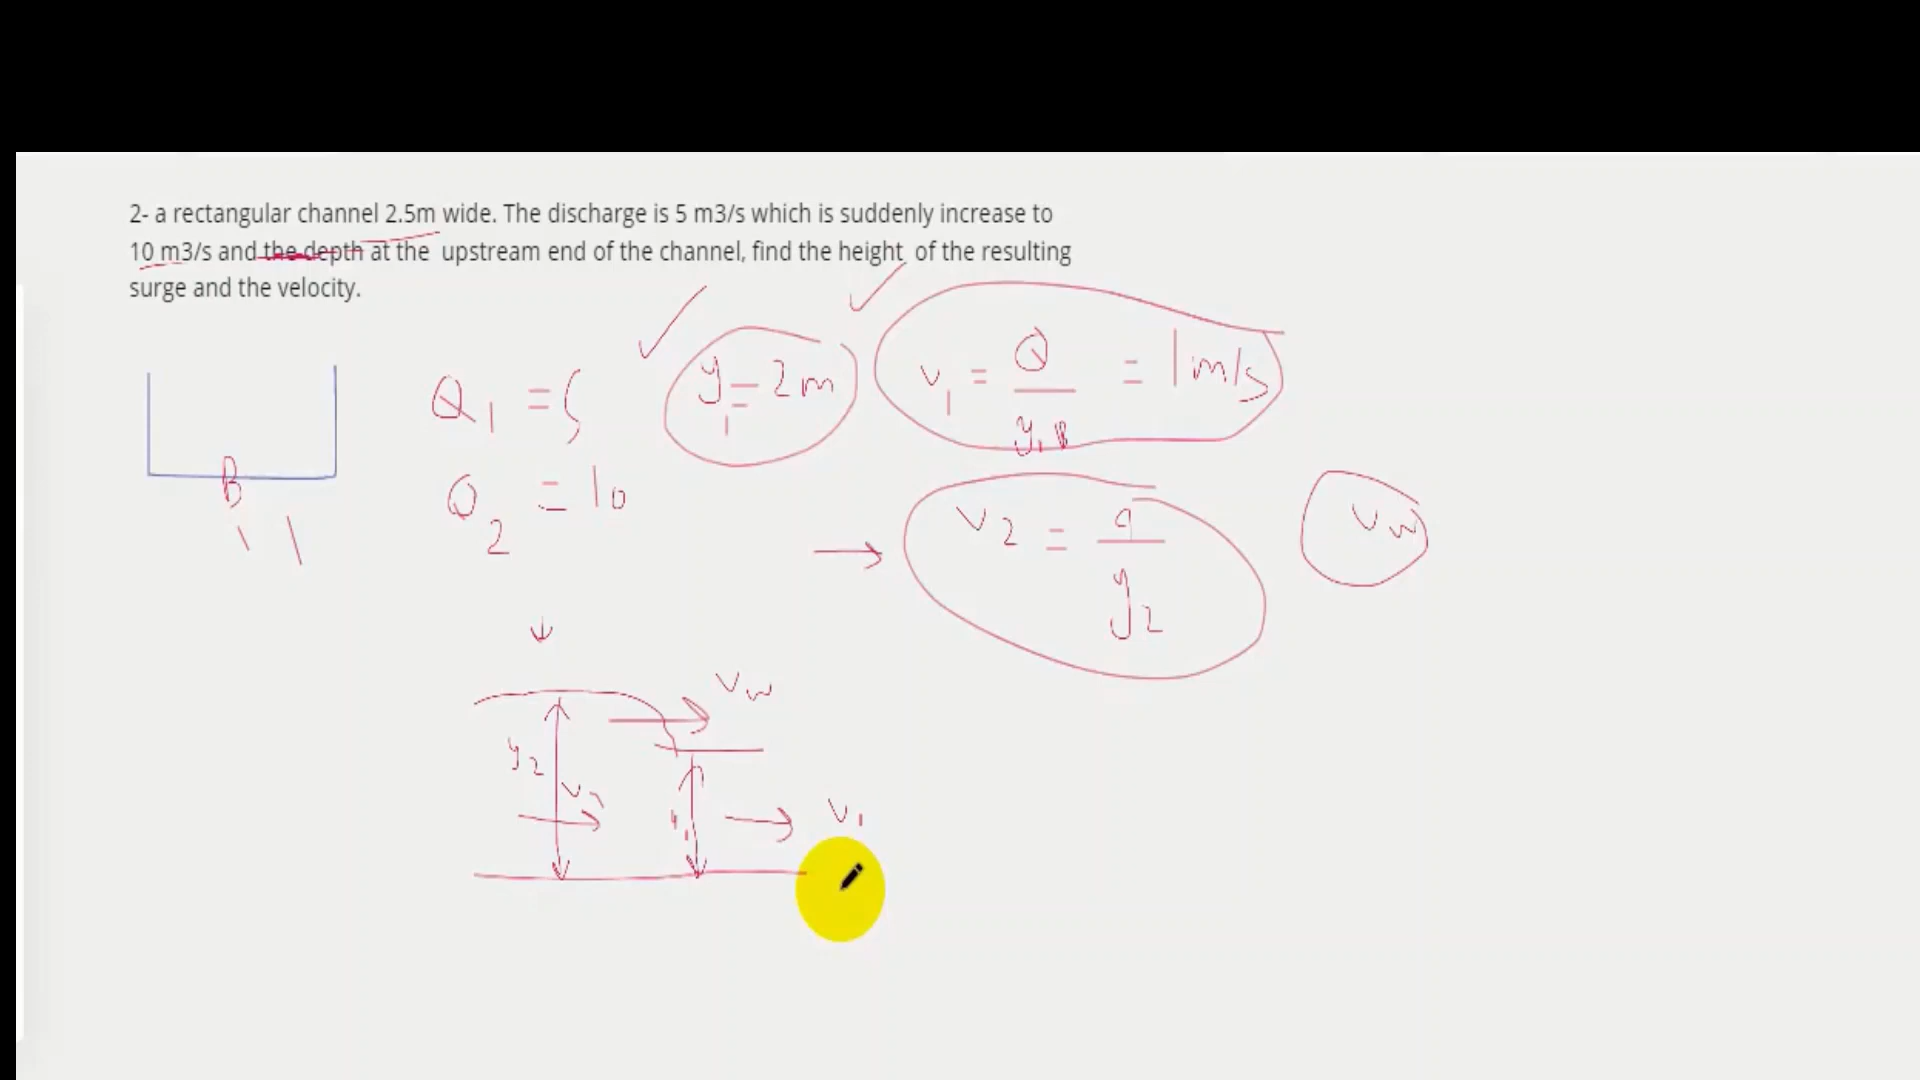 2- a rectangular channel 2.5m wide. The discharge is 5 m3/s which is suddenly increase to
10 m3/s and the depth at the upstream end of the channel, find the height of the resulting
surge and the velocity.
Q1 = 5
y1 = 2m
v1 = Q / y1 B = 1 m/s
B
Q2 = 10
v2 = q / y2
Vw
Vw
y2
V2
y1
V1